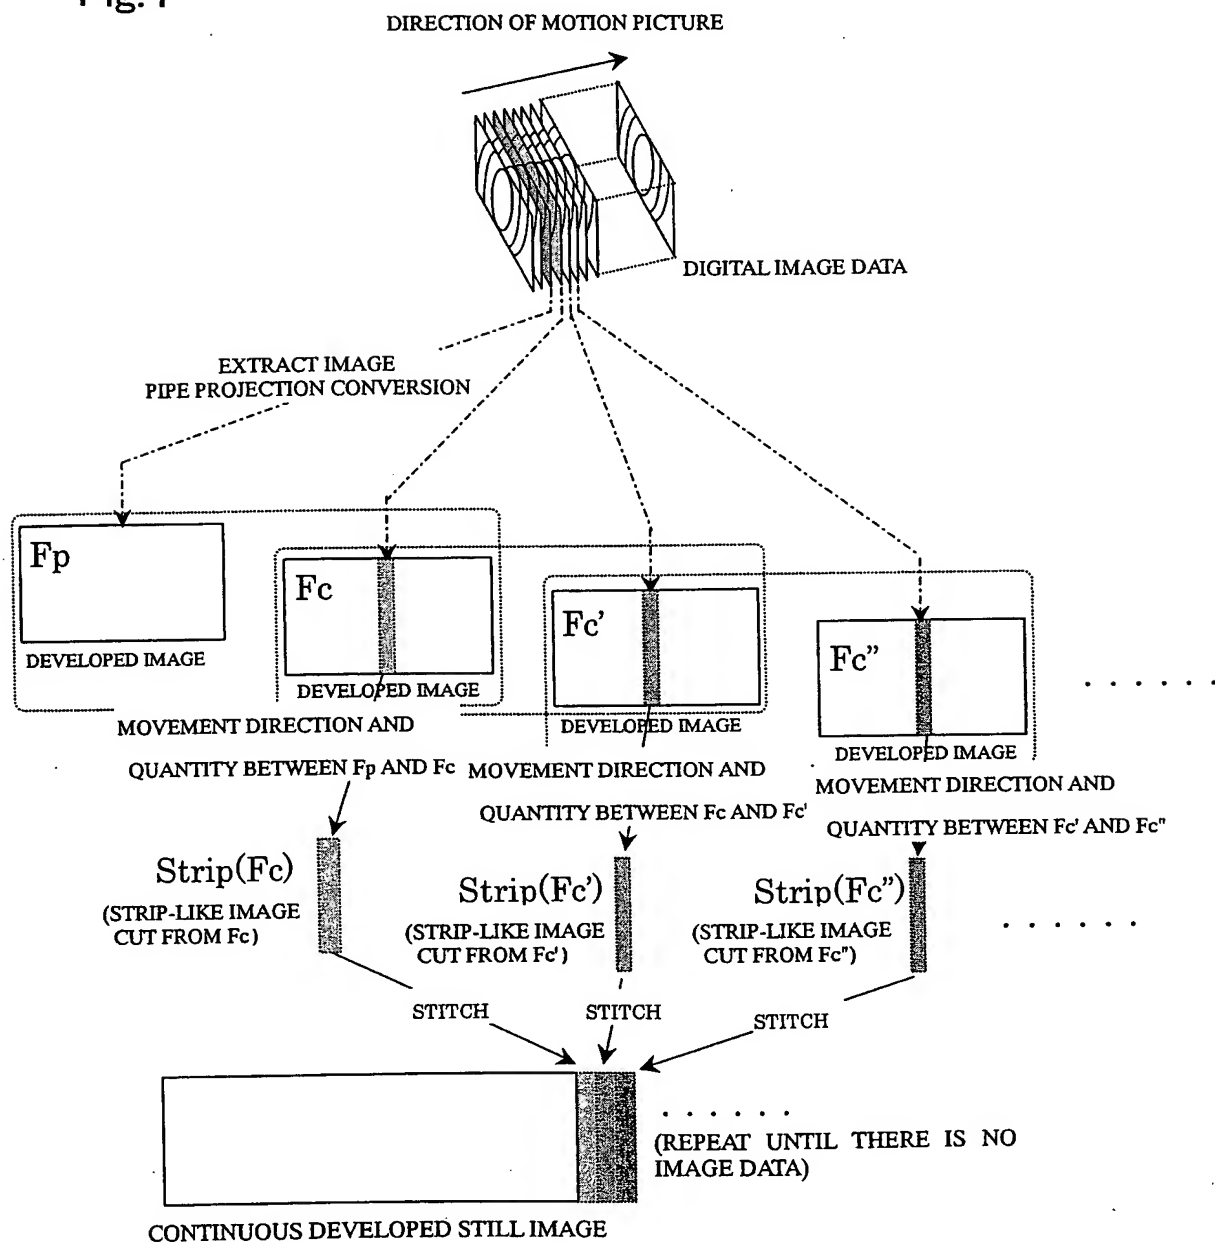 DIRECTION OF MOTION PICTURE
DIGITAL IMAGE DATA
EXTRACT IMAGE
PIPE PROJECTION CONVERSION
Fp
DEVELOPED IMAGE
Fc
DEVELOPED IMAGE
Fc'
DEVELOPED IMAGE
Fc"
DEVELOPED IMAGE
. . . . . .
MOVEMENT DIRECTION AND
QUANTITY BETWEEN Fp AND Fc
MOVEMENT DIRECTION AND
QUANTITY BETWEEN Fc AND Fc'
MOVEMENT DIRECTION AND
QUANTITY BETWEEN Fc' AND Fc"
Strip(Fc)
(STRIP-LIKE IMAGE
CUT FROM Fc)
Strip(Fc')
(STRIP-LIKE IMAGE
CUT FROM Fc')
Strip(Fc")
(STRIP-LIKE IMAGE
CUT FROM Fc")
. . . . . .
STITCH
STITCH
STITCH
. . . . . .
(REPEAT UNTIL THERE IS NO
IMAGE DATA)
CONTINUOUS DEVELOPED STILL IMAGE